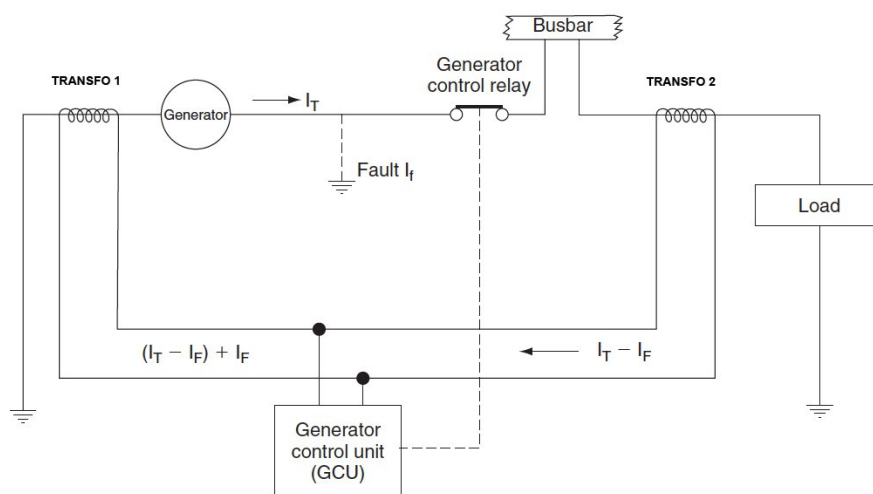 Busbar
TRANSFO 1
Generator
control relay
TRANSFO 2
Generator
I_T
Fault I_f
Load
(I_T − I_F) + I_F
I_T − I_F
Generator
control unit
(GCU)